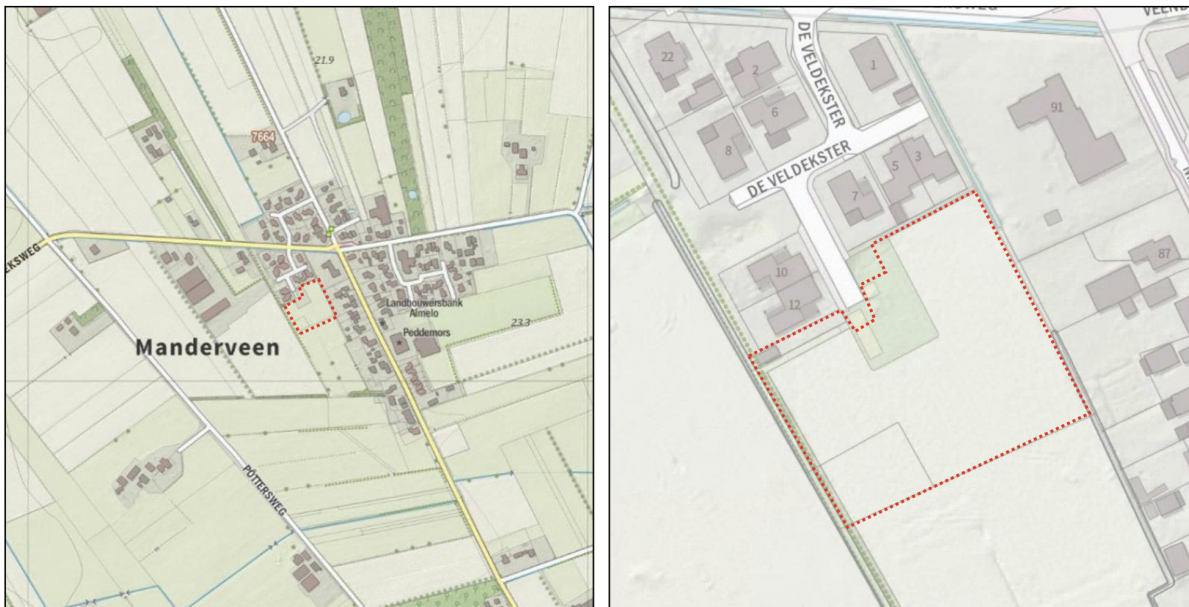 21.9
7664
EKSWEG
Landbouwersbank
Almelo
Peddemors
23.3
Manderveen
PÖTTERSWEG
DE VELDEKSTER
22
2
1
6
91
8
DE VELDEKSTER
5
3
7
10
87
12